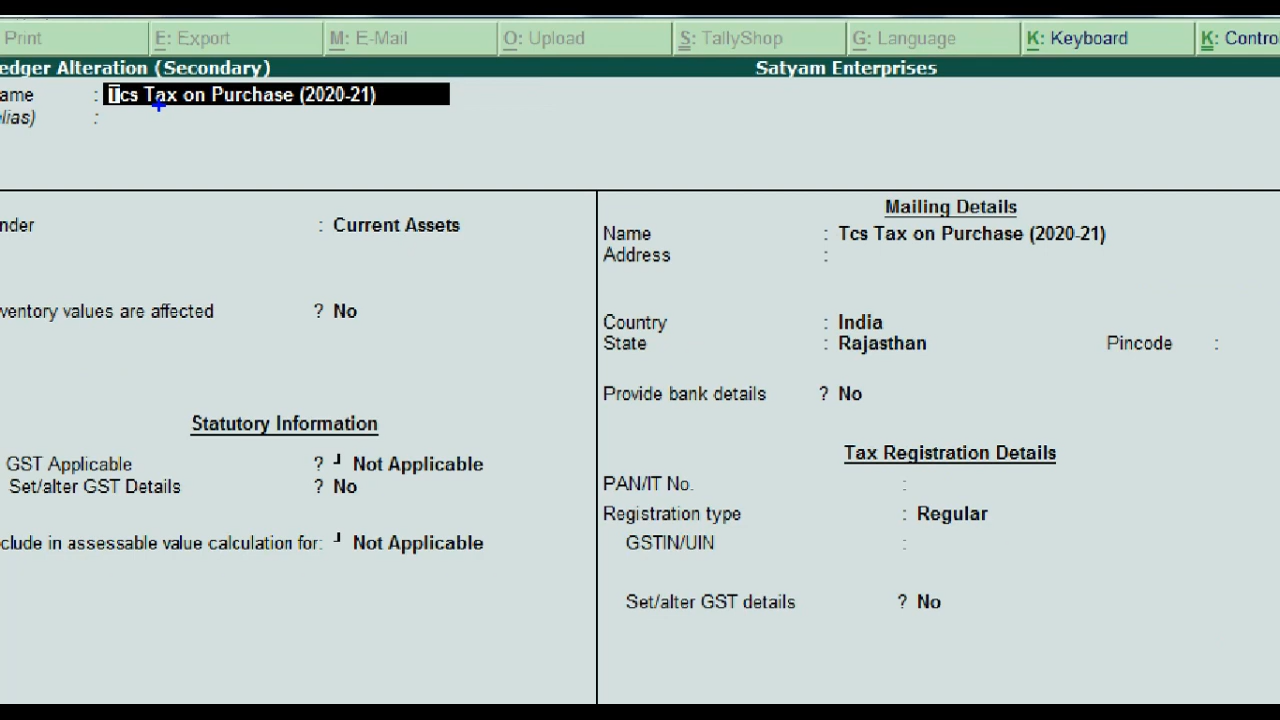 Print E: Export M: E-Mail O: Upload S: TallyShop G: Language K: Keyboard K: Contro
edger Alteration (Secondary) Satyam Enterprises
ame : Tcs Tax on Purchase (2020-21)
lias) :
Mailing Details
nder : Current Assets
Name : Tcs Tax on Purchase (2020-21)
Address :
ventory values are affected ? No
Country : India
State : Rajasthan Pincode :
Provide bank details ? No
Statutory Information
Tax Registration Details
GST Applicable ? ┘ Not Applicable
Set/alter GST Details ? No
PAN/IT No. :
Registration type : Regular
clude in assessable value calculation for: ┘ Not Applicable
GSTIN/UIN :
Set/alter GST details ? No